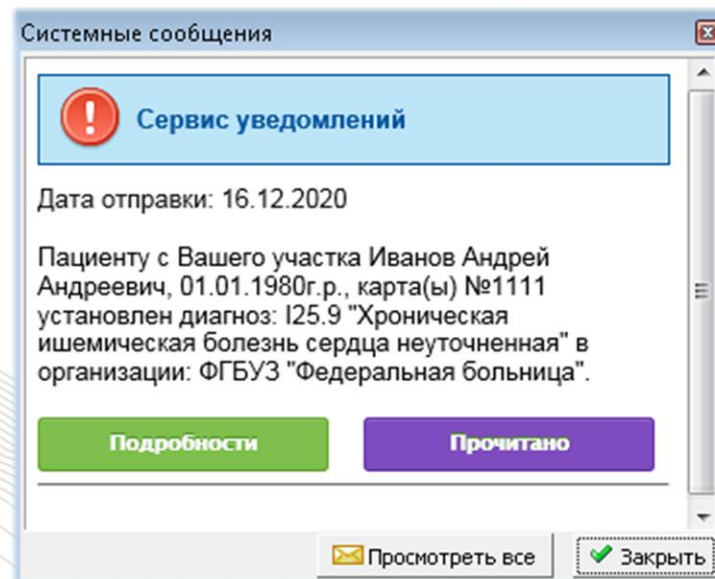 Системные сообщения
Сервис уведомлений
Дата отправки: 16.12.2020
Пациенту с Вашего участка Иванов Андрей
Андреевич, 01.01.1980г.р., карта(ы) №1111
установлен диагноз: I25.9 "Хроническая
ишемическая болезнь сердца неуточненная" в
организации: ФГБУЗ "Федеральная больница".
Подробности Прочитано
Просмотреть все Закрыть